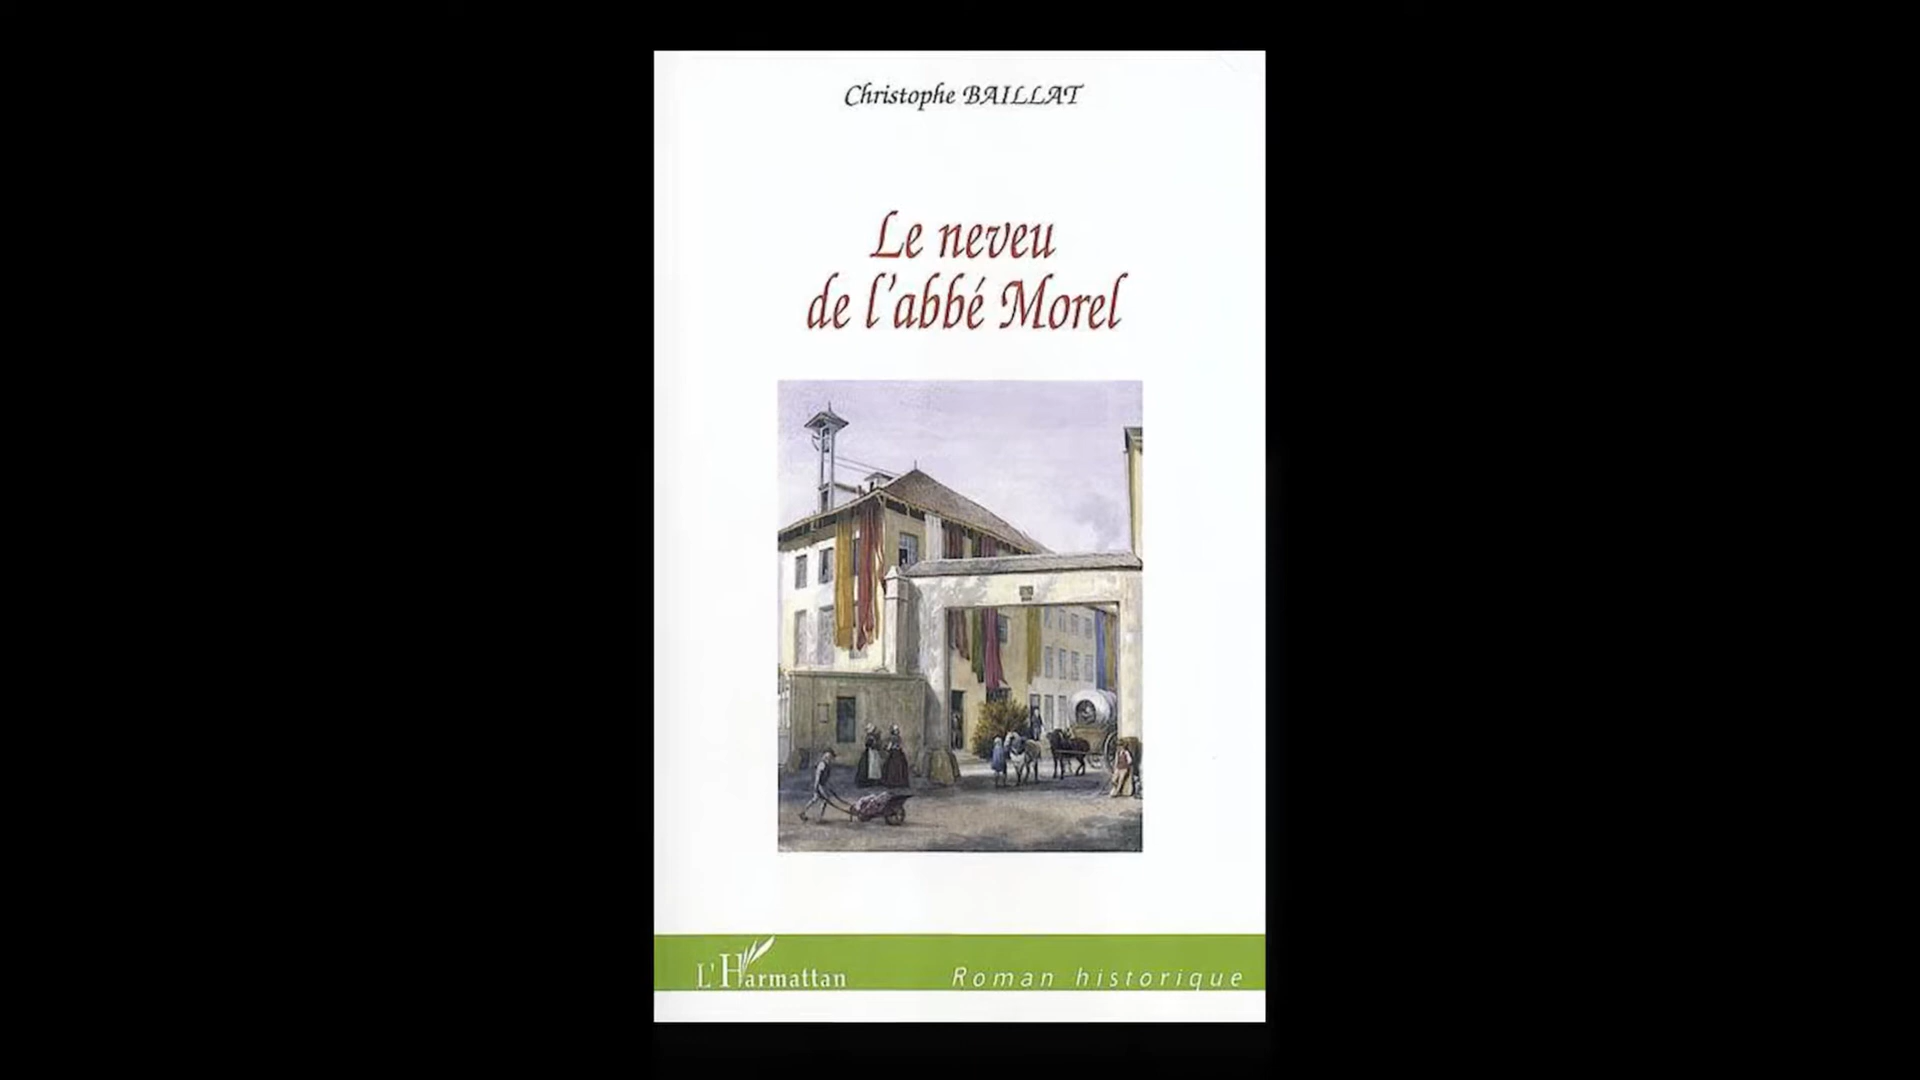 Christophe BAILLAT
Le neveu
de l'abbé Morel
L'Harmattan
Roman historique